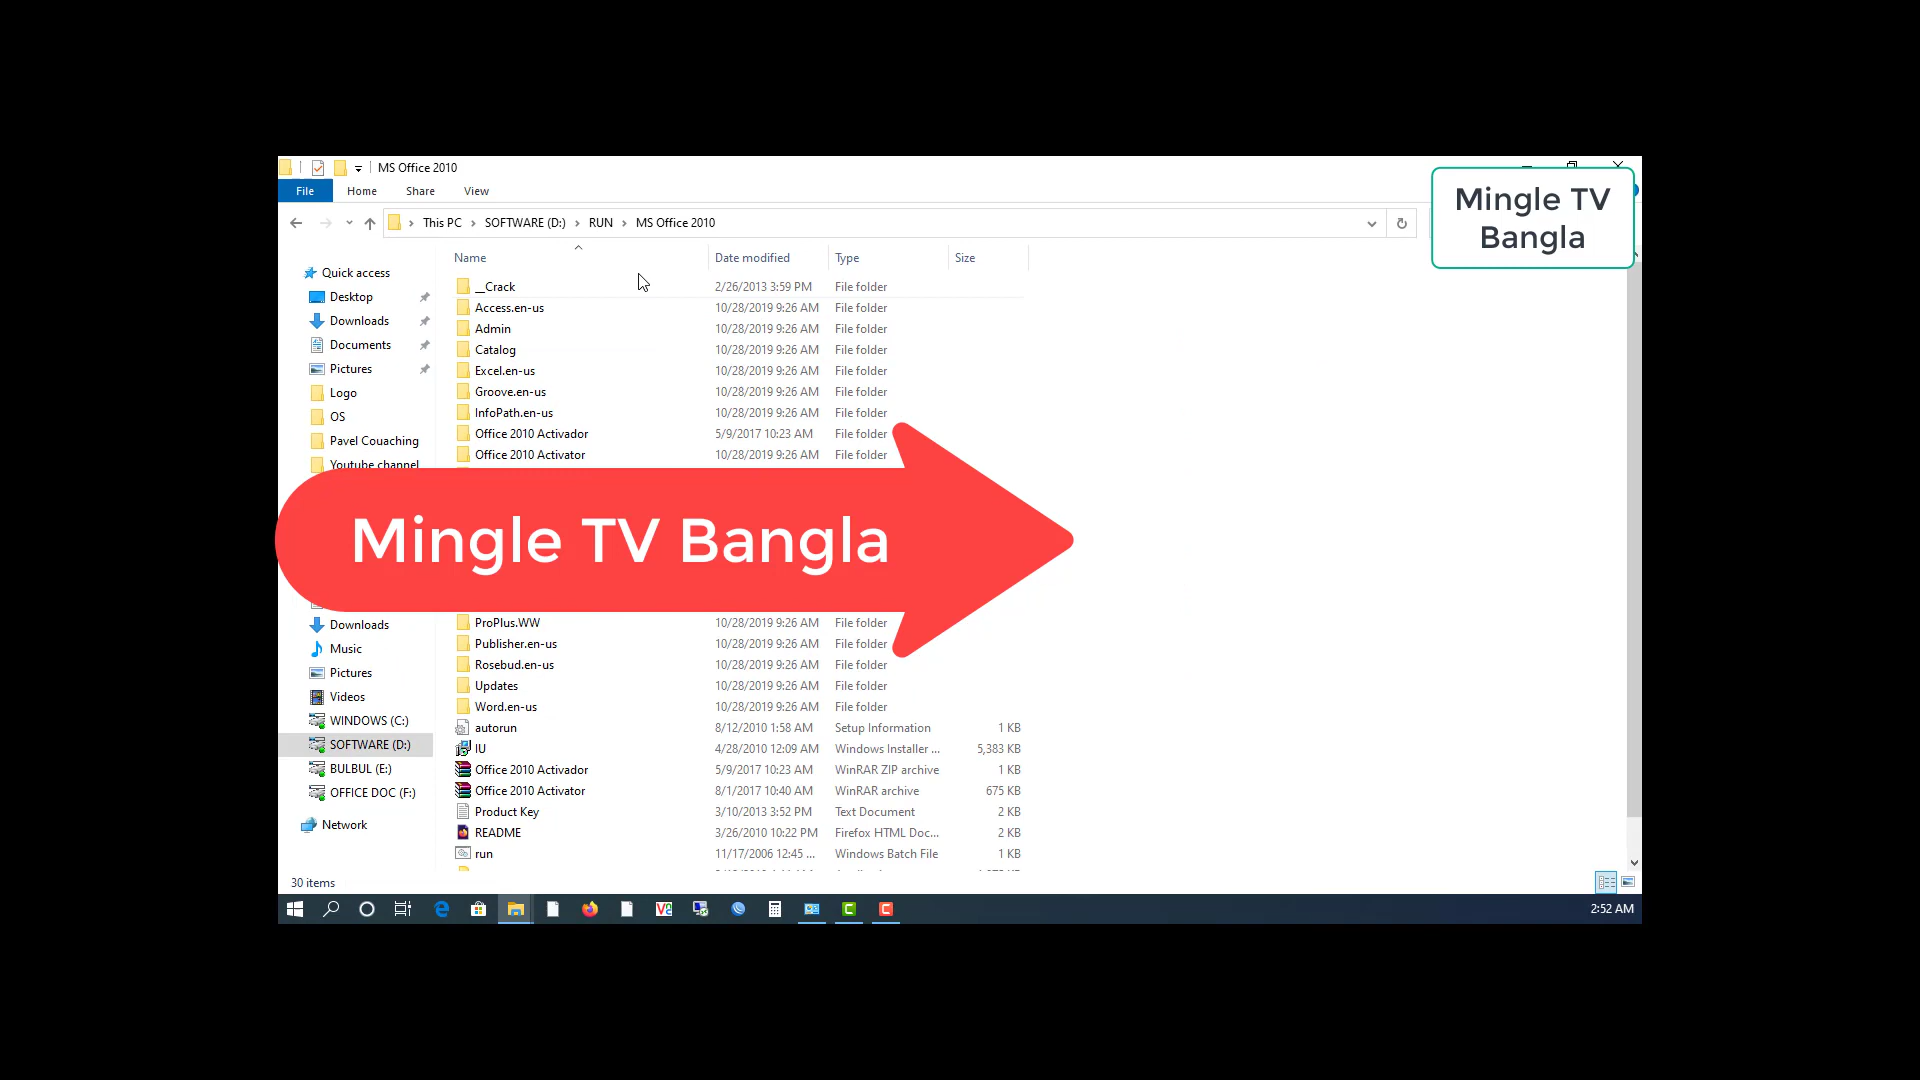 MS Office 2010
File Home Share View
Mingle TV
Bangla
This PC SOFTWARE (D:) RUN MS Office 2010
Name Date modified Type Size
Quick access
Desktop
Downloads
Documents
Pictures
Logo
OS
Pavel Couaching
Youtube channel
Downloads
Music
Pictures
Videos
WINDOWS (C:)
SOFTWARE (D:)
BULBUL (E:)
OFFICE DOC (F:)
Network
__Crack 2/26/2013 3:59 PM File folder
Access.en-us 10/28/2019 9:26 AM File folder
Admin 10/28/2019 9:26 AM File folder
Catalog 10/28/2019 9:26 AM File folder
Excel.en-us 10/28/2019 9:26 AM File folder
Groove.en-us 10/28/2019 9:26 AM File folder
InfoPath.en-us 10/28/2019 9:26 AM File folder
Office 2010 Activador 5/9/2017 10:23 AM File folder
Office 2010 Activator 10/28/2019 9:26 AM File folder
Mingle TV Bangla
ProPlus.WW 10/28/2019 9:26 AM File folder
Publisher.en-us 10/28/2019 9:26 AM File folder
Rosebud.en-us 10/28/2019 9:26 AM File folder
Updates 10/28/2019 9:26 AM File folder
Word.en-us 10/28/2019 9:26 AM File folder
autorun 8/12/2010 1:58 AM Setup Information 1 KB
IU 4/28/2010 12:09 AM Windows Installer ... 5,383 KB
Office 2010 Activador 5/9/2017 10:23 AM WinRAR ZIP archive 1 KB
Office 2010 Activator 8/1/2017 10:40 AM WinRAR archive 675 KB
Product Key 3/10/2013 3:52 PM Text Document 2 KB
README 3/26/2010 10:22 PM Firefox HTML Doc... 2 KB
run 11/17/2006 12:45 ... Windows Batch File 1 KB
30 items
2:52 AM